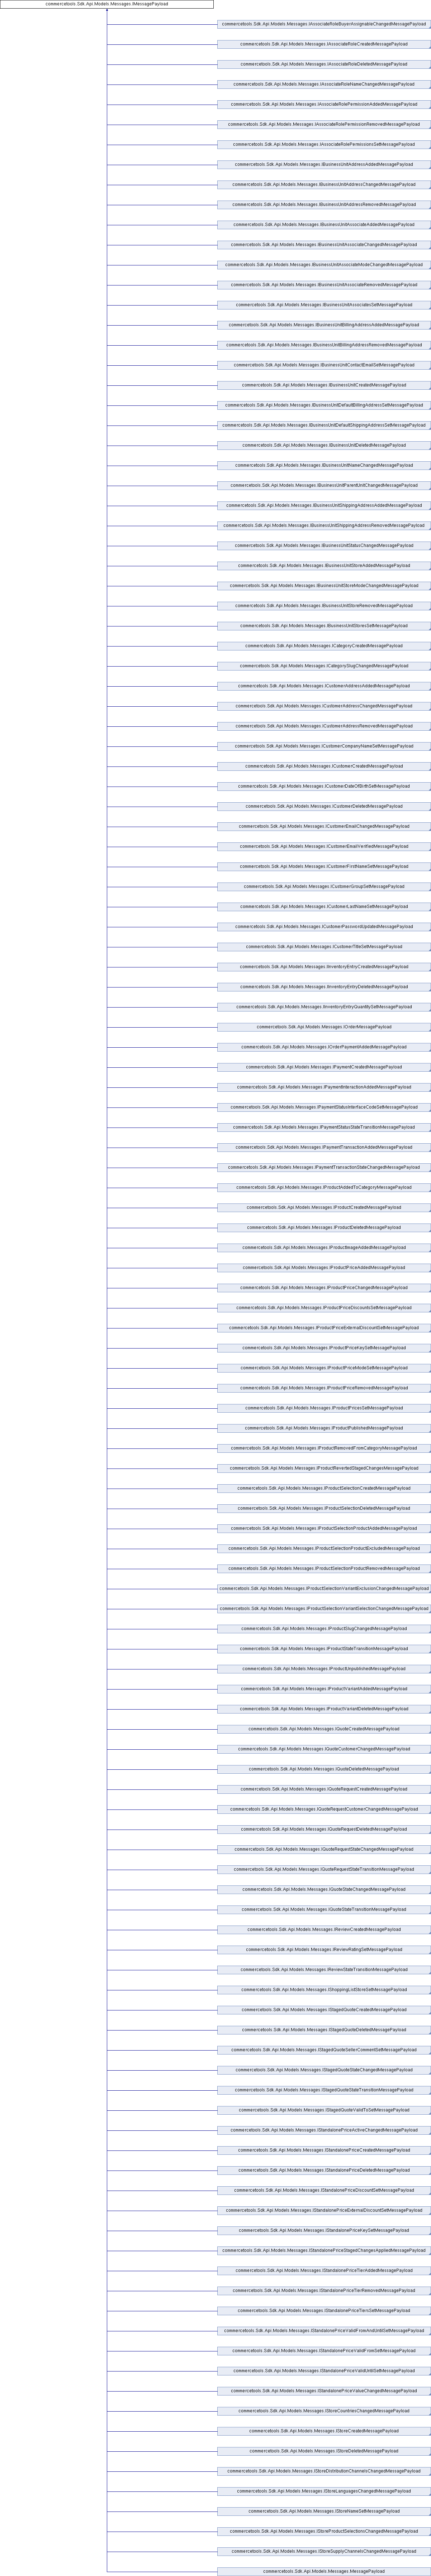 commercetools.Sdk.Api.Models.Messages.IMessagePayload
commercetools.Sdk.Api.Models.Messages.IAssociateRoleBuyerAssignableChangedMessagePayload
commercetools.Sdk.Api.Models.Messages.IAssociateRoleCreatedMessagePayload
commercetools.Sdk.Api.Models.Messages.IAssociateRoleDeletedMessagePayload
commercetools.Sdk.Api.Models.Messages.IAssociateRoleNameChangedMessagePayload
commercetools.Sdk.Api.Models.Messages.IAssociateRolePermissionAddedMessagePayload
commercetools.Sdk.Api.Models.Messages.IAssociateRolePermissionRemovedMessagePayload
commercetools.Sdk.Api.Models.Messages.IAssociateRolePermissionsSetMessagePayload
commercetools.Sdk.Api.Models.Messages.IBusinessUnitAddressAddedMessagePayload
commercetools.Sdk.Api.Models.Messages.IBusinessUnitAddressChangedMessagePayload
commercetools.Sdk.Api.Models.Messages.IBusinessUnitAddressRemovedMessagePayload
commercetools.Sdk.Api.Models.Messages.IBusinessUnitAssociateAddedMessagePayload
commercetools.Sdk.Api.Models.Messages.IBusinessUnitAssociateChangedMessagePayload
commercetools.Sdk.Api.Models.Messages.IBusinessUnitAssociateModeChangedMessagePayload
commercetools.Sdk.Api.Models.Messages.IBusinessUnitAssociateRemovedMessagePayload
commercetools.Sdk.Api.Models.Messages.IBusinessUnitAssociatesSetMessagePayload
commercetools.Sdk.Api.Models.Messages.IBusinessUnitBillingAddressAddedMessagePayload
commercetools.Sdk.Api.Models.Messages.IBusinessUnitBillingAddressRemovedMessagePayload
commercetools.Sdk.Api.Models.Messages.IBusinessUnitContactEmailSetMessagePayload
commercetools.Sdk.Api.Models.Messages.IBusinessUnitCreatedMessagePayload
commercetools.Sdk.Api.Models.Messages.IBusinessUnitDefaultBillingAddressSetMessagePayload
commercetools.Sdk.Api.Models.Messages.IBusinessUnitDefaultShippingAddressSetMessagePayload
commercetools.Sdk.Api.Models.Messages.IBusinessUnitDeletedMessagePayload
commercetools.Sdk.Api.Models.Messages.IBusinessUnitNameChangedMessagePayload
commercetools.Sdk.Api.Models.Messages.IBusinessUnitParentUnitChangedMessagePayload
commercetools.Sdk.Api.Models.Messages.IBusinessUnitShippingAddressAddedMessagePayload
commercetools.Sdk.Api.Models.Messages.IBusinessUnitShippingAddressRemovedMessagePayload
commercetools.Sdk.Api.Models.Messages.IBusinessUnitStatusChangedMessagePayload
commercetools.Sdk.Api.Models.Messages.IBusinessUnitStoreAddedMessagePayload
commercetools.Sdk.Api.Models.Messages.IBusinessUnitStoreModeChangedMessagePayload
commercetools.Sdk.Api.Models.Messages.IBusinessUnitStoreRemovedMessagePayload
commercetools.Sdk.Api.Models.Messages.IBusinessUnitStoresSetMessagePayload
commercetools.Sdk.Api.Models.Messages.ICategoryCreatedMessagePayload
commercetools.Sdk.Api.Models.Messages.ICategorySlugChangedMessagePayload
commercetools.Sdk.Api.Models.Messages.ICustomerAddressAddedMessagePayload
commercetools.Sdk.Api.Models.Messages.ICustomerAddressChangedMessagePayload
commercetools.Sdk.Api.Models.Messages.ICustomerAddressRemovedMessagePayload
commercetools.Sdk.Api.Models.Messages.ICustomerCompanyNameSetMessagePayload
commercetools.Sdk.Api.Models.Messages.ICustomerCreatedMessagePayload
commercetools.Sdk.Api.Models.Messages.ICustomerDateOfBirthSetMessagePayload
commercetools.Sdk.Api.Models.Messages.ICustomerDeletedMessagePayload
commercetools.Sdk.Api.Models.Messages.ICustomerEmailChangedMessagePayload
commercetools.Sdk.Api.Models.Messages.ICustomerEmailVerifiedMessagePayload
commercetools.Sdk.Api.Models.Messages.ICustomerFirstNameSetMessagePayload
commercetools.Sdk.Api.Models.Messages.ICustomerGroupSetMessagePayload
commercetools.Sdk.Api.Models.Messages.ICustomerLastNameSetMessagePayload
commercetools.Sdk.Api.Models.Messages.ICustomerPasswordUpdatedMessagePayload
commercetools.Sdk.Api.Models.Messages.ICustomerTitleSetMessagePayload
commercetools.Sdk.Api.Models.Messages.IInventoryEntryCreatedMessagePayload
commercetools.Sdk.Api.Models.Messages.IInventoryEntryDeletedMessagePayload
commercetools.Sdk.Api.Models.Messages.IInventoryEntryQuantitySetMessagePayload
commercetools.Sdk.Api.Models.Messages.IOrderMessagePayload
commercetools.Sdk.Api.Models.Messages.IOrderPaymentAddedMessagePayload
commercetools.Sdk.Api.Models.Messages.IPaymentCreatedMessagePayload
commercetools.Sdk.Api.Models.Messages.IPaymentInteractionAddedMessagePayload
commercetools.Sdk.Api.Models.Messages.IPaymentStatusInterfaceCodeSetMessagePayload
commercetools.Sdk.Api.Models.Messages.IPaymentStatusStateTransitionMessagePayload
commercetools.Sdk.Api.Models.Messages.IPaymentTransactionAddedMessagePayload
commercetools.Sdk.Api.Models.Messages.IPaymentTransactionStateChangedMessagePayload
commercetools.Sdk.Api.Models.Messages.IProductAddedToCategoryMessagePayload
commercetools.Sdk.Api.Models.Messages.IProductCreatedMessagePayload
commercetools.Sdk.Api.Models.Messages.IProductDeletedMessagePayload
commercetools.Sdk.Api.Models.Messages.IProductImageAddedMessagePayload
commercetools.Sdk.Api.Models.Messages.IProductPriceAddedMessagePayload
commercetools.Sdk.Api.Models.Messages.IProductPriceChangedMessagePayload
commercetools.Sdk.Api.Models.Messages.IProductPriceDiscountsSetMessagePayload
commercetools.Sdk.Api.Models.Messages.IProductPriceExternalDiscountSetMessagePayload
commercetools.Sdk.Api.Models.Messages.IProductPriceKeySetMessagePayload
commercetools.Sdk.Api.Models.Messages.IProductPriceModeSetMessagePayload
commercetools.Sdk.Api.Models.Messages.IProductPriceRemovedMessagePayload
commercetools.Sdk.Api.Models.Messages.IProductPricesSetMessagePayload
commercetools.Sdk.Api.Models.Messages.IProductPublishedMessagePayload
commercetools.Sdk.Api.Models.Messages.IProductRemovedFromCategoryMessagePayload
commercetools.Sdk.Api.Models.Messages.IProductRevertedStagedChangesMessagePayload
commercetools.Sdk.Api.Models.Messages.IProductSelectionCreatedMessagePayload
commercetools.Sdk.Api.Models.Messages.IProductSelectionDeletedMessagePayload
commercetools.Sdk.Api.Models.Messages.IProductSelectionProductAddedMessagePayload
commercetools.Sdk.Api.Models.Messages.IProductSelectionProductExcludedMessagePayload
commercetools.Sdk.Api.Models.Messages.IProductSelectionProductRemovedMessagePayload
commercetools.Sdk.Api.Models.Messages.IProductSelectionVariantExclusionChangedMessagePayload
commercetools.Sdk.Api.Models.Messages.IProductSelectionVariantSelectionChangedMessagePayload
commercetools.Sdk.Api.Models.Messages.IProductSlugChangedMessagePayload
commercetools.Sdk.Api.Models.Messages.IProductStateTransitionMessagePayload
commercetools.Sdk.Api.Models.Messages.IProductUnpublishedMessagePayload
commercetools.Sdk.Api.Models.Messages.IProductVariantAddedMessagePayload
commercetools.Sdk.Api.Models.Messages.IProductVariantDeletedMessagePayload
commercetools.Sdk.Api.Models.Messages.IQuoteCreatedMessagePayload
commercetools.Sdk.Api.Models.Messages.IQuoteCustomerChangedMessagePayload
commercetools.Sdk.Api.Models.Messages.IQuoteDeletedMessagePayload
commercetools.Sdk.Api.Models.Messages.IQuoteRequestCreatedMessagePayload
commercetools.Sdk.Api.Models.Messages.IQuoteRequestCustomerChangedMessagePayload
commercetools.Sdk.Api.Models.Messages.IQuoteRequestDeletedMessagePayload
commercetools.Sdk.Api.Models.Messages.IQuoteRequestStateChangedMessagePayload
commercetools.Sdk.Api.Models.Messages.IQuoteRequestStateTransitionMessagePayload
commercetools.Sdk.Api.Models.Messages.IQuoteStateChangedMessagePayload
commercetools.Sdk.Api.Models.Messages.IQuoteStateTransitionMessagePayload
commercetools.Sdk.Api.Models.Messages.IReviewCreatedMessagePayload
commercetools.Sdk.Api.Models.Messages.IReviewRatingSetMessagePayload
commercetools.Sdk.Api.Models.Messages.IReviewStateTransitionMessagePayload
commercetools.Sdk.Api.Models.Messages.IShoppingListStoreSetMessagePayload
commercetools.Sdk.Api.Models.Messages.IStagedQuoteCreatedMessagePayload
commercetools.Sdk.Api.Models.Messages.IStagedQuoteDeletedMessagePayload
commercetools.Sdk.Api.Models.Messages.IStagedQuoteSellerCommentSetMessagePayload
commercetools.Sdk.Api.Models.Messages.IStagedQuoteStateChangedMessagePayload
commercetools.Sdk.Api.Models.Messages.IStagedQuoteStateTransitionMessagePayload
commercetools.Sdk.Api.Models.Messages.IStagedQuoteValidToSetMessagePayload
commercetools.Sdk.Api.Models.Messages.IStandalonePriceActiveChangedMessagePayload
commercetools.Sdk.Api.Models.Messages.IStandalonePriceCreatedMessagePayload
commercetools.Sdk.Api.Models.Messages.IStandalonePriceDeletedMessagePayload
commercetools.Sdk.Api.Models.Messages.IStandalonePriceDiscountSetMessagePayload
commercetools.Sdk.Api.Models.Messages.IStandalonePriceExternalDiscountSetMessagePayload
commercetools.Sdk.Api.Models.Messages.IStandalonePriceKeySetMessagePayload
commercetools.Sdk.Api.Models.Messages.IStandalonePriceStagedChangesAppliedMessagePayload
commercetools.Sdk.Api.Models.Messages.IStandalonePriceTierAddedMessagePayload
commercetools.Sdk.Api.Models.Messages.IStandalonePriceTierRemovedMessagePayload
commercetools.Sdk.Api.Models.Messages.IStandalonePriceTiersSetMessagePayload
commercetools.Sdk.Api.Models.Messages.IStandalonePriceValidFromAndUntilSetMessagePayload
commercetools.Sdk.Api.Models.Messages.IStandalonePriceValidFromSetMessagePayload
commercetools.Sdk.Api.Models.Messages.IStandalonePriceValidUntilSetMessagePayload
commercetools.Sdk.Api.Models.Messages.IStandalonePriceValueChangedMessagePayload
commercetools.Sdk.Api.Models.Messages.IStoreCountriesChangedMessagePayload
commercetools.Sdk.Api.Models.Messages.IStoreCreatedMessagePayload
commercetools.Sdk.Api.Models.Messages.IStoreDeletedMessagePayload
commercetools.Sdk.Api.Models.Messages.IStoreDistributionChannelsChangedMessagePayload
commercetools.Sdk.Api.Models.Messages.IStoreLanguagesChangedMessagePayload
commercetools.Sdk.Api.Models.Messages.IStoreNameSetMessagePayload
commercetools.Sdk.Api.Models.Messages.IStoreProductSelectionsChangedMessagePayload
commercetools.Sdk.Api.Models.Messages.IStoreSupplyChannelsChangedMessagePayload
commercetools.Sdk.Api.Models.Messages.MessagePayload